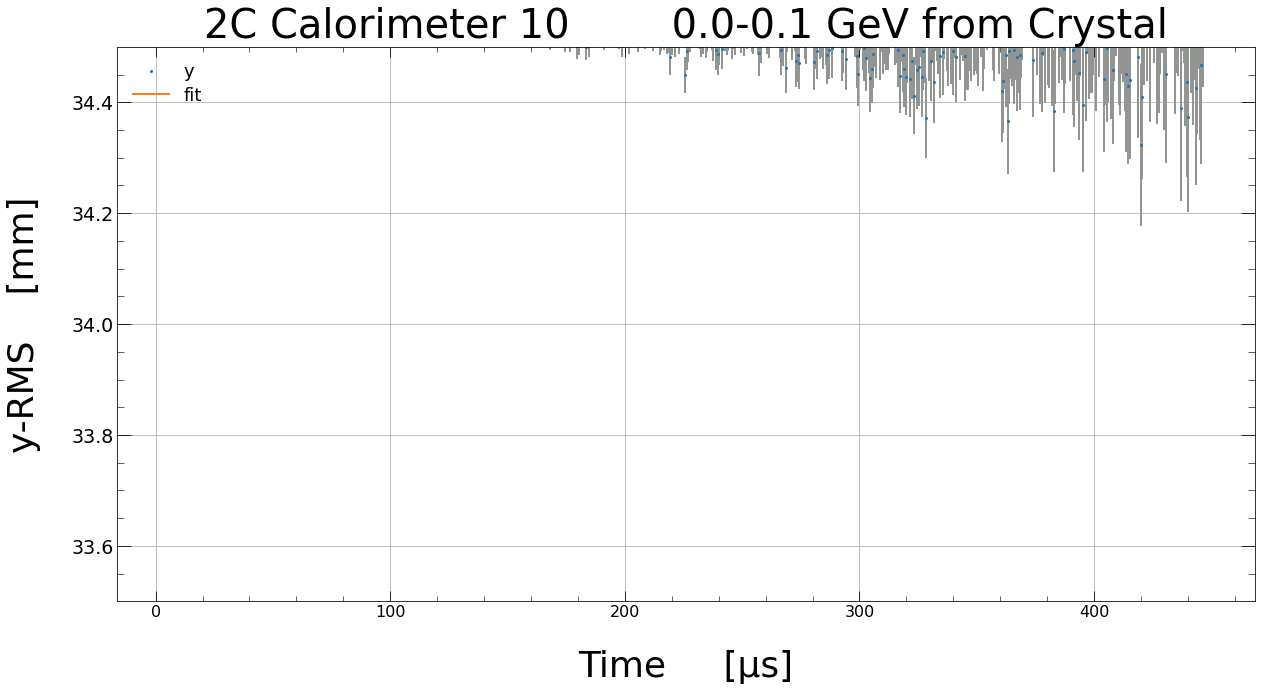 2C Calorimeter 10 0.0-0.1 GeV from Crystal
y
fit
34.4
34.2
34.0
33.8
33.6
y-RMS [mm]
0 100 200 300 400
Time [μs]